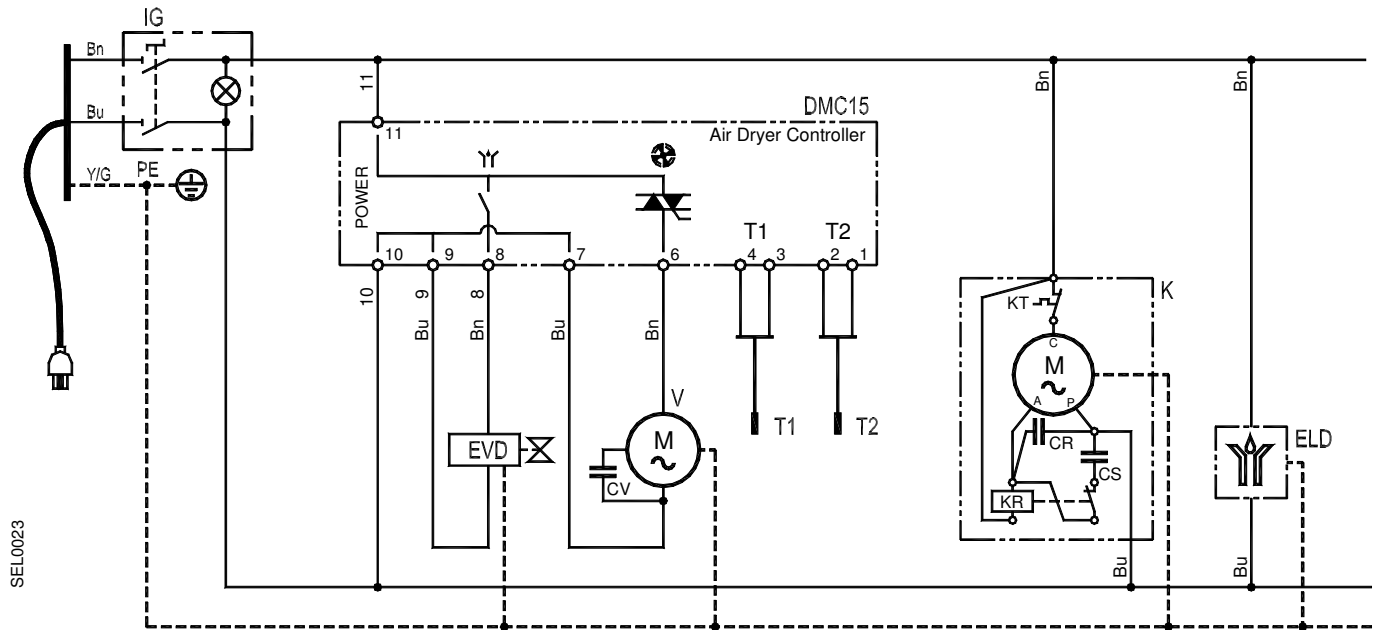 IG
Bn
Bu
Y/G
PE
11
DMC15
11
Air Dryer Controller
POWER
T1
T2
10
9
8
7
6
4
3
2
1
10
9
8
Bu
Bn
Bu
Bn
Bn
Bn
K
KT
C
M
A
P
CR
CS
KR
V
M
CV
EVD
T1
T2
ELD
Bu
Bu
SEL0023